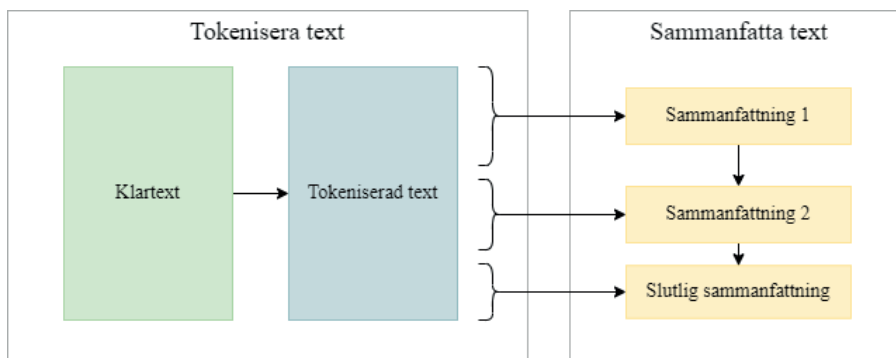 Tokenisera text
Sammanfatta text
Klartext
Tokeniserad text
Sammanfattning 1
Sammanfattning 2
Slutlig sammanfattning